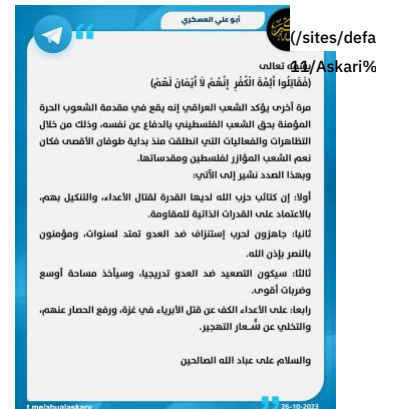 أبو علي العسكري
(/sites/defa
11/Askari%
بسمه تعالى
(فَقَاتِلُوا أَئِمَّةَ الْكُفْرِ إِنَّهُمْ لَا أَيْمَانَ لَهُمْ)
مرة أخرى يؤكد الشعب العراقي إنه يقع في مقدمة الشعوب الحرة
المؤمنة بحق الشعب الفلسطيني بالدفاع عن نفسه، وذلك من خلال
التظاهرات والفعاليات التي انطلقت منذ بداية طوفان الأقصى فكان
نعم الشعب المؤازر لفلسطين ومقدساتها.
وبهذا الصدد نشير إلى الآتي:
أولا: إن كتائب حزب الله لديها القدرة لقتال الأعداء، والتنكيل بهم،
بالاعتماد على القدرات الذاتية للمقاومة.
ثانيا: جاهزون لحرب إستنزاف ضد العدو تمتد لسنوات، ومؤمنون
بالنصر بإذن الله.
ثالثا: سيكون التصعيد ضد العدو تدريجيا، وسيأخذ مساحة أوسع
وضربات أقوى.
رابعا: على الأعداء الكف عن قتل الأبرياء في غزة، ورفع الحصار عنهم،
والتخلي عن شعار التهجير.
والسلام على عباد الله الصالحين
t.me/abualaskary
26-10-2023